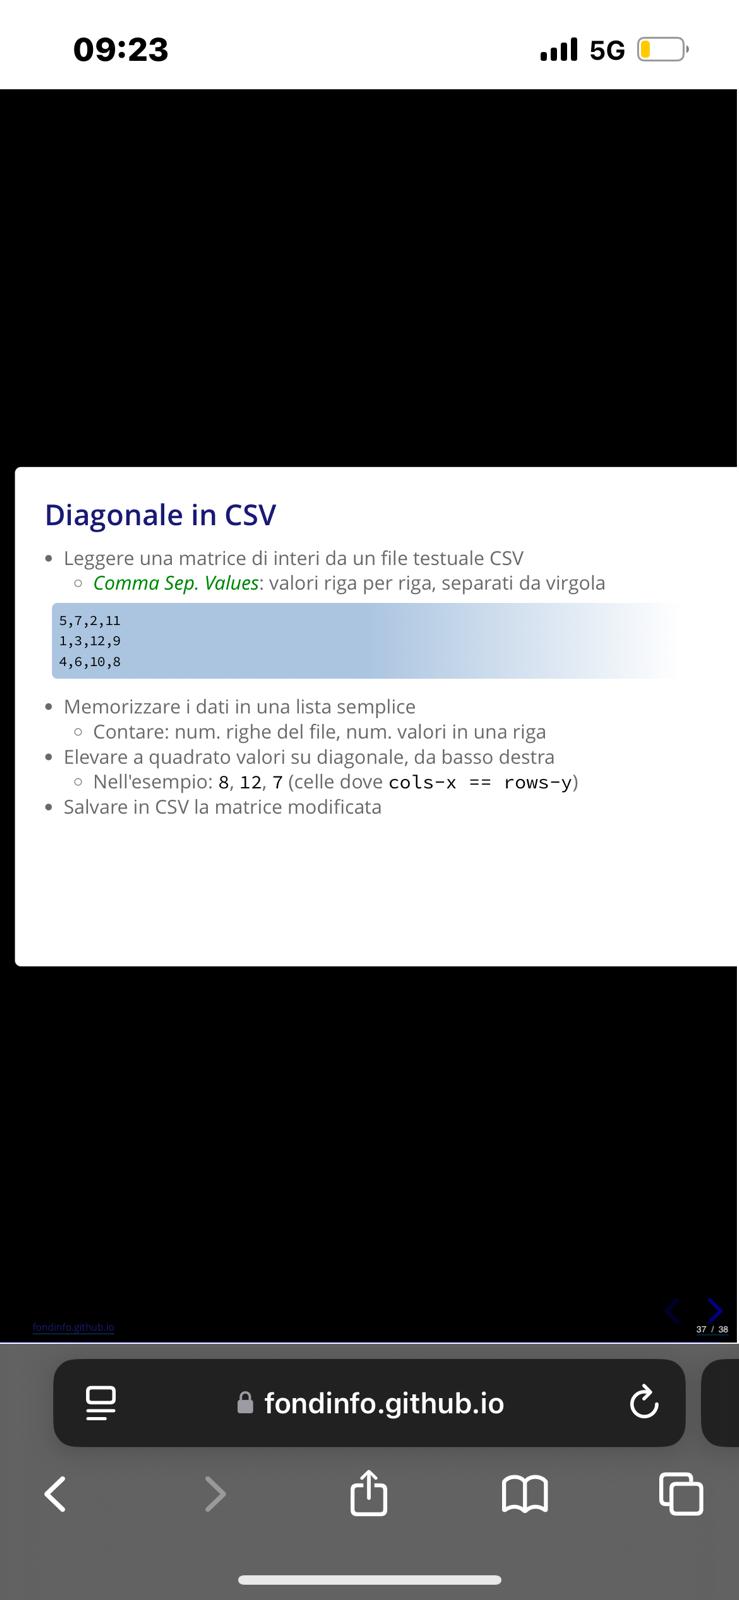 09:23
5G
Diagonale in CSV
Leggere una matrice di interi da un file testuale CSV
Comma Sep. Values: valori riga per riga, separati da virgola
5,7,2,11
1,3,12,9
4,6,10,8
Memorizzare i dati in una lista semplice
Contare: num. righe del file, num. valori in una riga
Elevare a quadrato valori su diagonale, da basso destra
Nell'esempio: 8, 12, 7 (celle dove cols-x == rows-y)
Salvare in CSV la matrice modificata
fondinfo.github.io
37 / 38
fondinfo.github.io